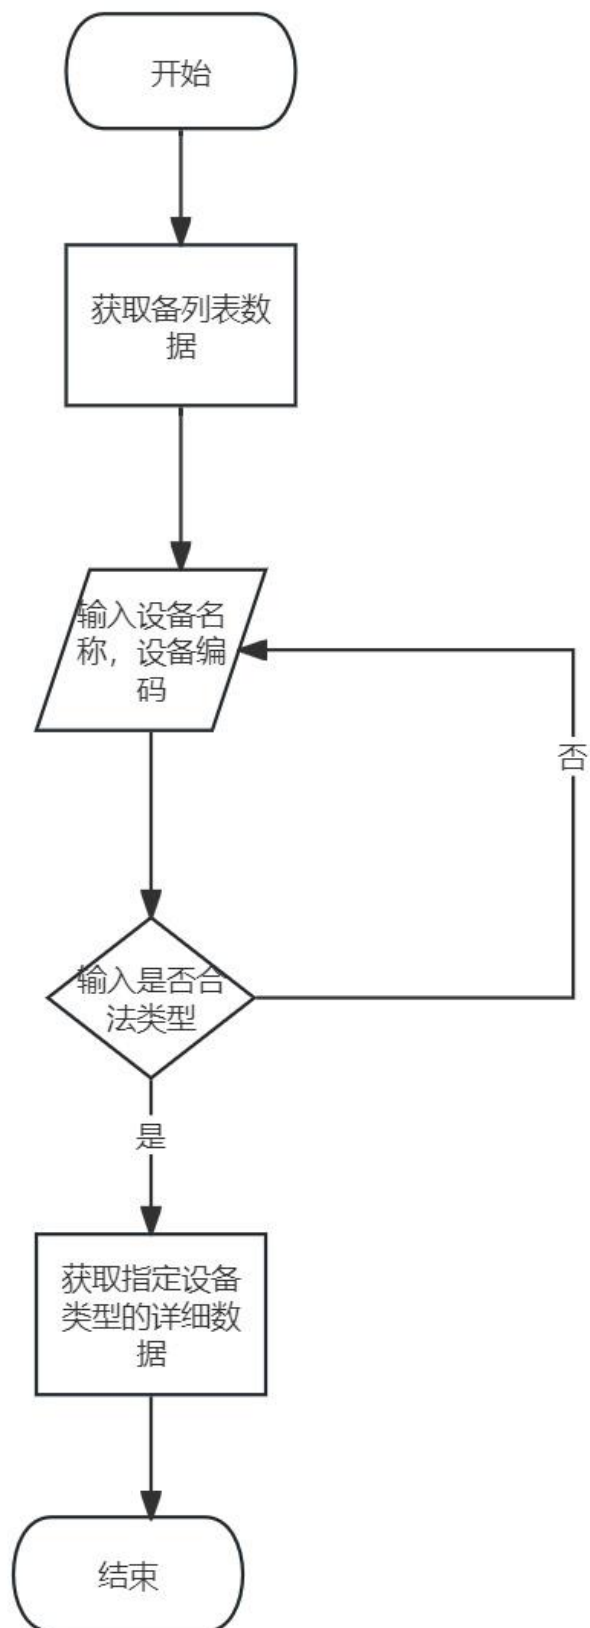 开始
获取备列表数
据
输入设备名
称，设备编
码
否
输入是否合
法类型
是
获取指定设备
类型的详细数
据
结束